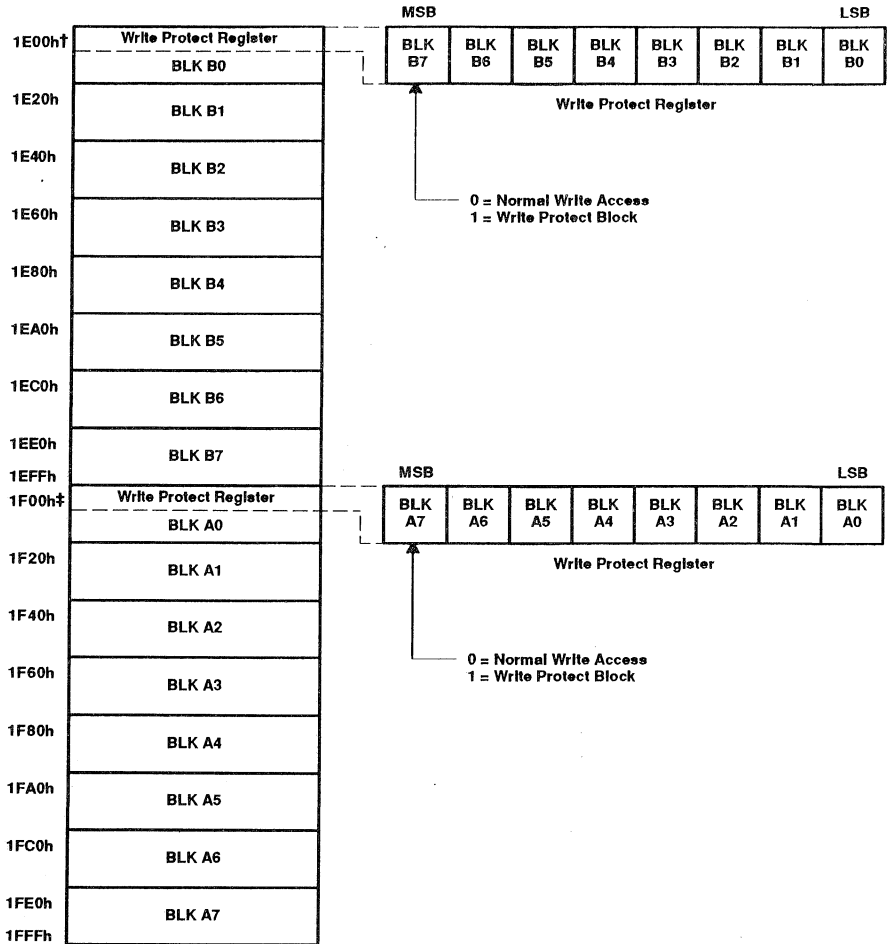 MSB LSB
1E00h† Write Protect Register
BLK B7 BLK B6 BLK B5 BLK B4 BLK B3 BLK B2 BLK B1 BLK B0
BLK B0
Write Protect Register
1E20h
BLK B1
1E40h
BLK B2
0 = Normal Write Access
1 = Write Protect Block
1E60h
BLK B3
1E80h
BLK B4
1EA0h
BLK B5
1EC0h
BLK B6
1EE0h
BLK B7
1EFFh
MSB LSB
1F00h‡ Write Protect Register
BLK A7 BLK A6 BLK A5 BLK A4 BLK A3 BLK A2 BLK A1 BLK A0
BLK A0
Write Protect Register
1F20h
BLK A1
1F40h
BLK A2
0 = Normal Write Access
1 = Write Protect Block
1F60h
BLK A3
1F80h
BLK A4
1FA0h
BLK A5
1FC0h
BLK A6
1FE0h
BLK A7
1FFFh